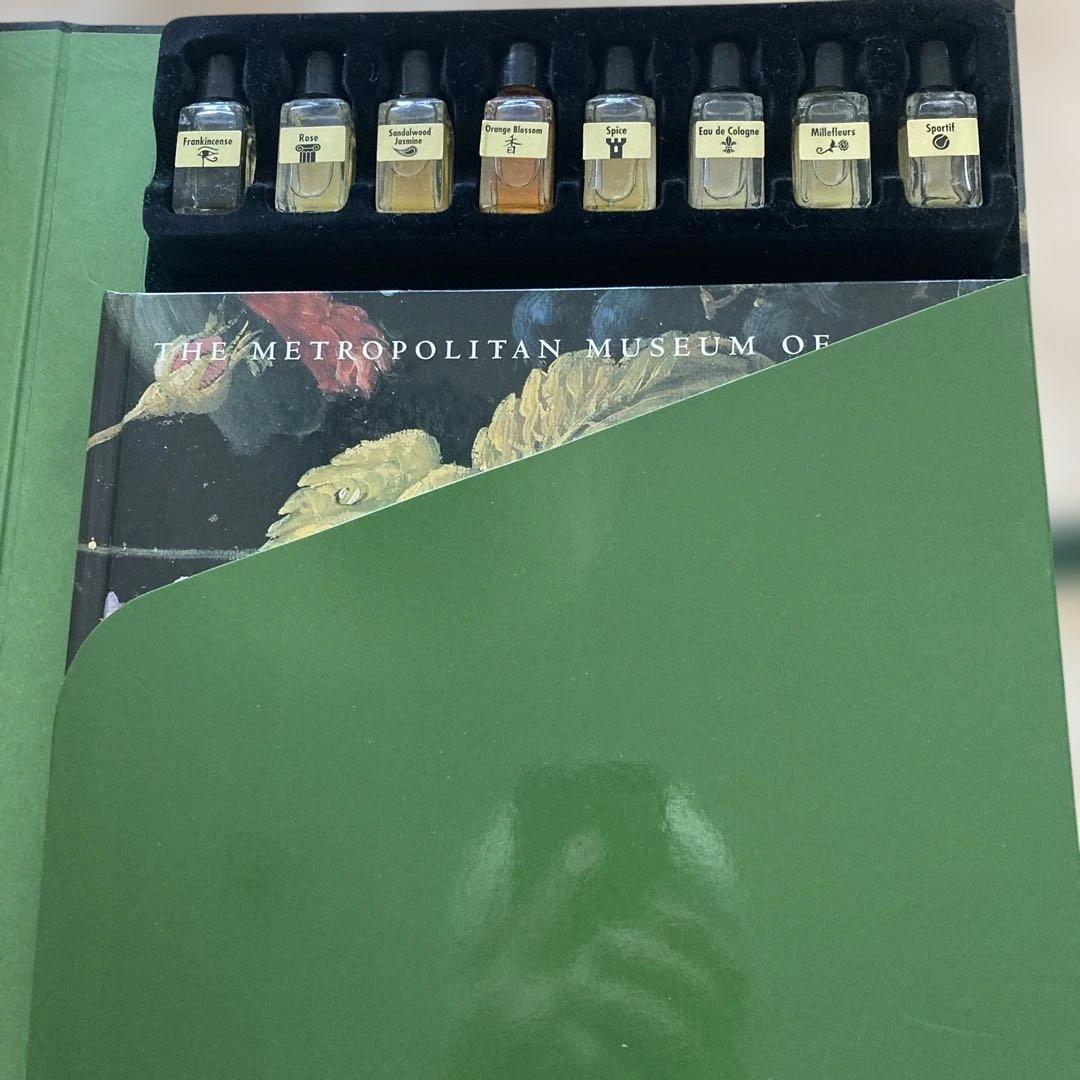 Frankincense
Rose
Sandalwood
Jasmine
Orange Blossom
香
Spice
Eau de Cologne
Millefleurs
Sportif
THE METROPOLITAN MUSEUM OF